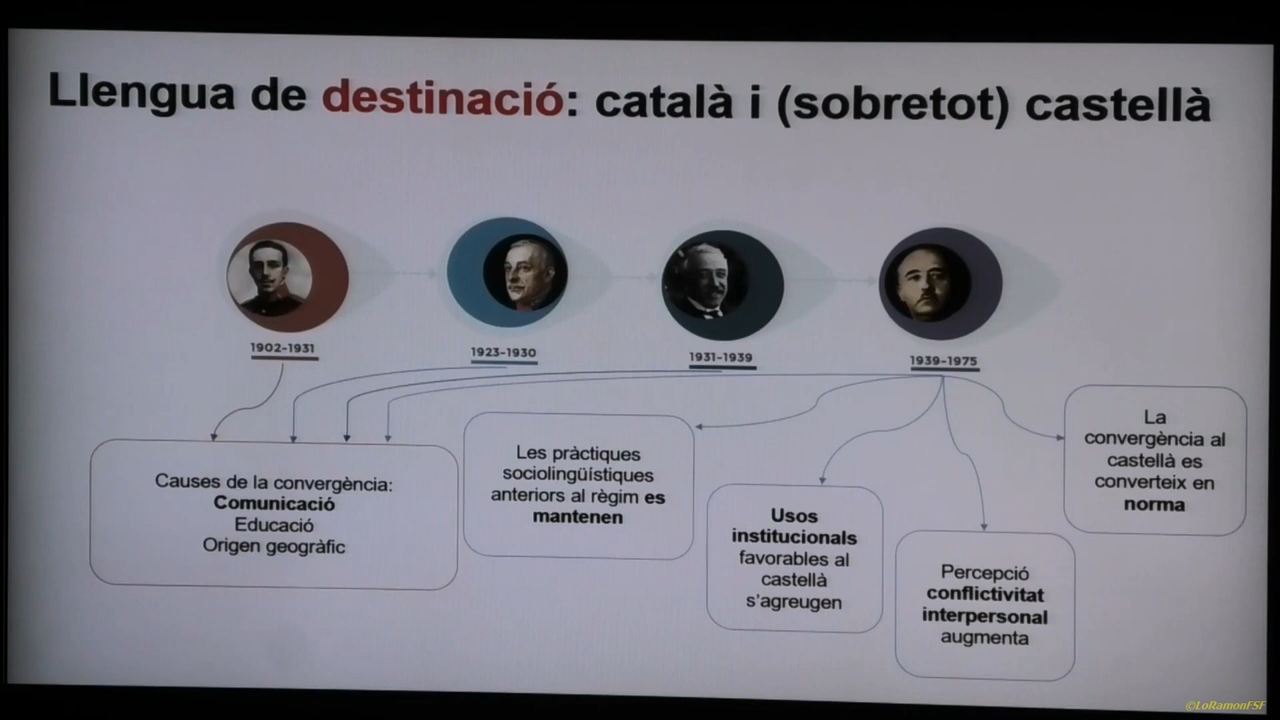 Llengua de destinació: català i (sobretot) castellà
1902-1931
1923-1930
1931-1939
1939-1975
Causes de la convergència:
Comunicació
Educació
Origen geogràfic
Les pràctiques
sociolingüístiques
anteriors al règim es
mantenen
Usos
institucionals
favorables al
castellà
s'agreugen
Percepció
conflictivitat
interpersonal
augmenta
La
convergència al
castellà es
converteix en
norma
©LoRamonFSF